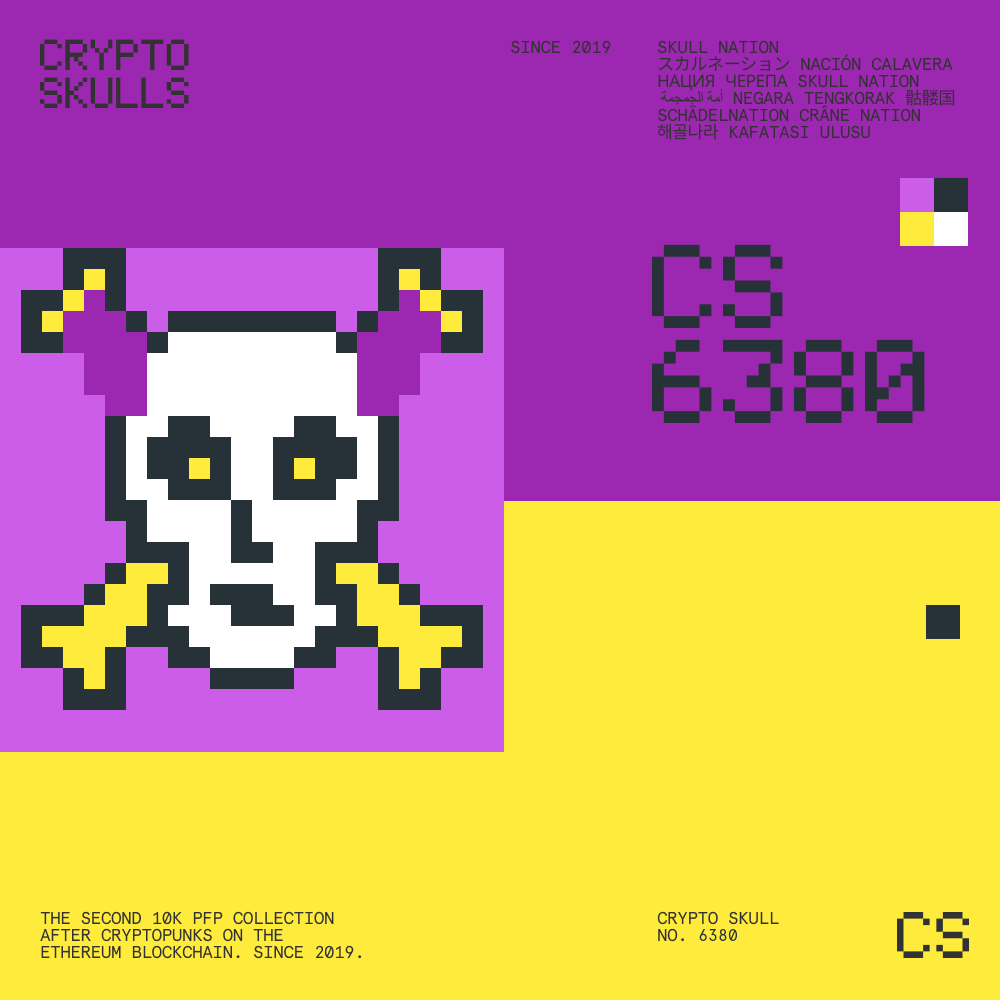 CRYPTO
SKULLS
SINCE 2019
SKULL NATION
スカルネーション NACIÓN CALAVERA
НАЦИЯ ЧЕРЕПА SKULL NATION
أمة الجمجمة NEGARA TENGKORAK 骷髅国
SCHÄDELNATION CRÂNE NATION
해골나라 KAFATASI ULUSU
CS
6380
THE SECOND 10K PFP COLLECTION
AFTER CRYPTOPUNKS ON THE
ETHEREUM BLOCKCHAIN. SINCE 2019.
CRYPTO SKULL
NO. 6380
CS